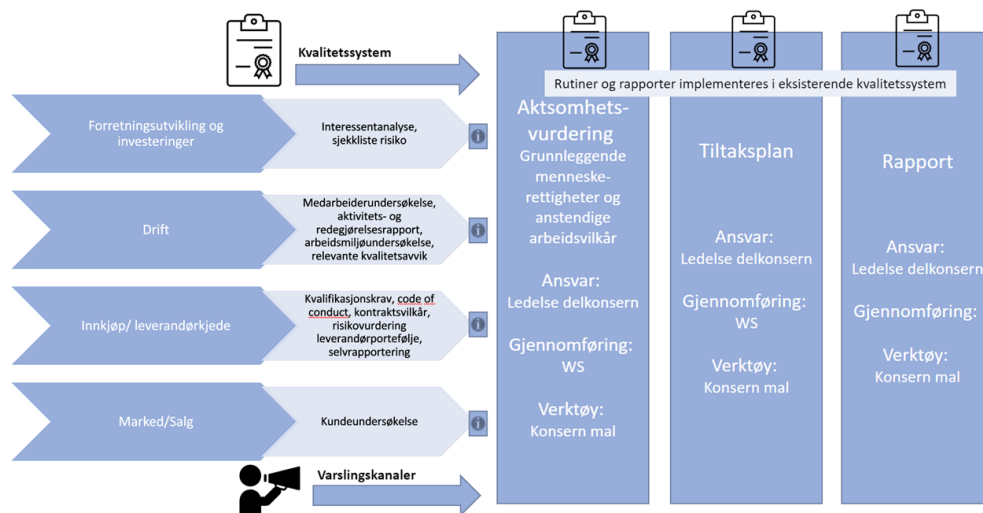 Kvalitetssystem
Forretningsutvikling og
investeringer
Interessentanalyse,
sjekkliste risiko
Drift
Medarbeiderundersøkelse,
aktivitets- og
redegjørelsesrapport,
arbeidsmiljøundersøkelse,
relevante kvalitetsavvik
Innkjøp/ leverandørkjede
Kvalifikasjonskrav, code of
conduct, kontraktsvilkår,
risikovurdering
leverandørportefølje,
selvrapportering
Marked/Salg
Kundeundersøkelse
Varslingskanaler
Rutiner og rapporter implementeres i eksisterende kvalitetssystem
Aktsomhets-
vurdering
Grunnleggende
menneske-
rettigheter og
anstendige
arbeidsvilkår
Ansvar:
Ledelse delkonsern
Gjennomføring:
WS
Verktøy:
Konsern mal
Tiltaksplan
Ansvar:
Ledelse delkonsern
Gjennomføring:
WS
Verktøy:
Konsern mal
Rapport
Ansvar:
Ledelse delkonsern
Gjennomføring:
Verktøy:
Konsern mal